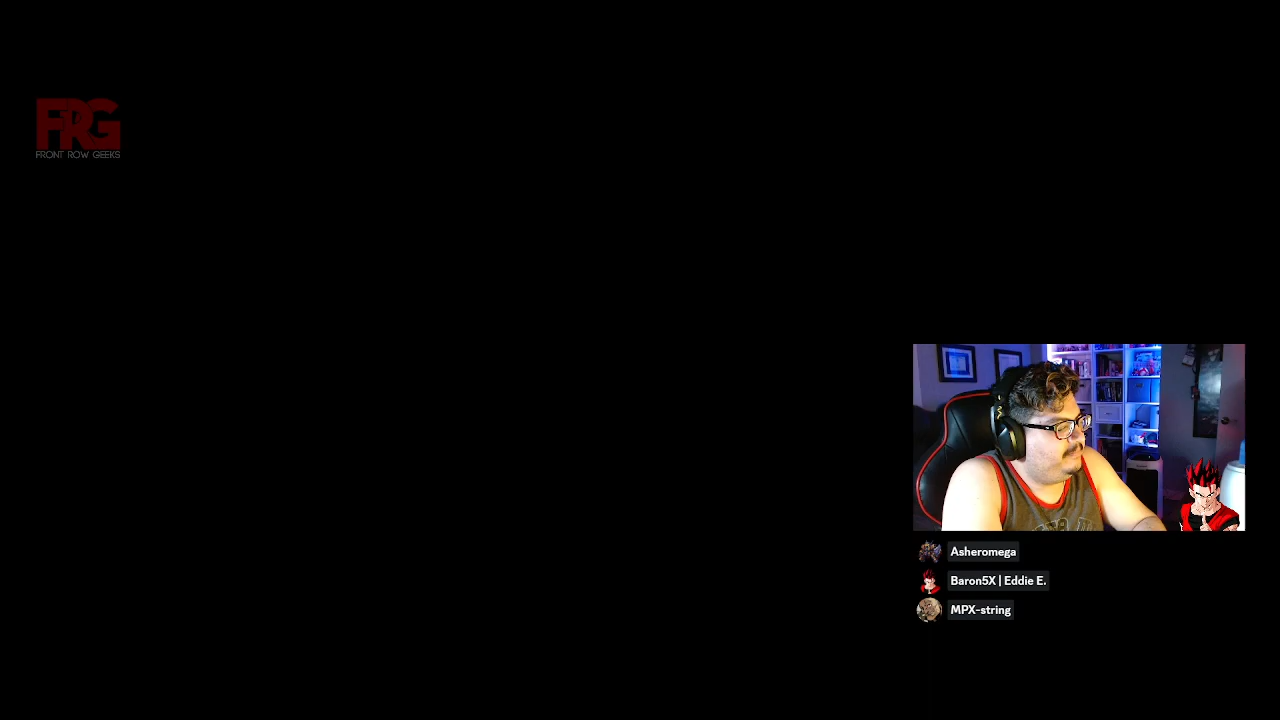 FRG
FRONT ROW GEEKS
Asheromega
Baron5X | Eddie E.
MPX-string